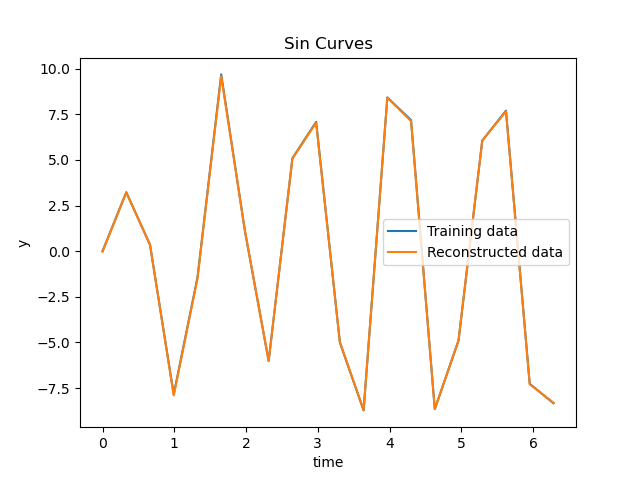 Sin Curves
10.0
7.5
5.0
2.5
0.0
−2.5
−5.0
−7.5
y
Training data
Reconstructed data
0 1 2 3 4 5 6
time